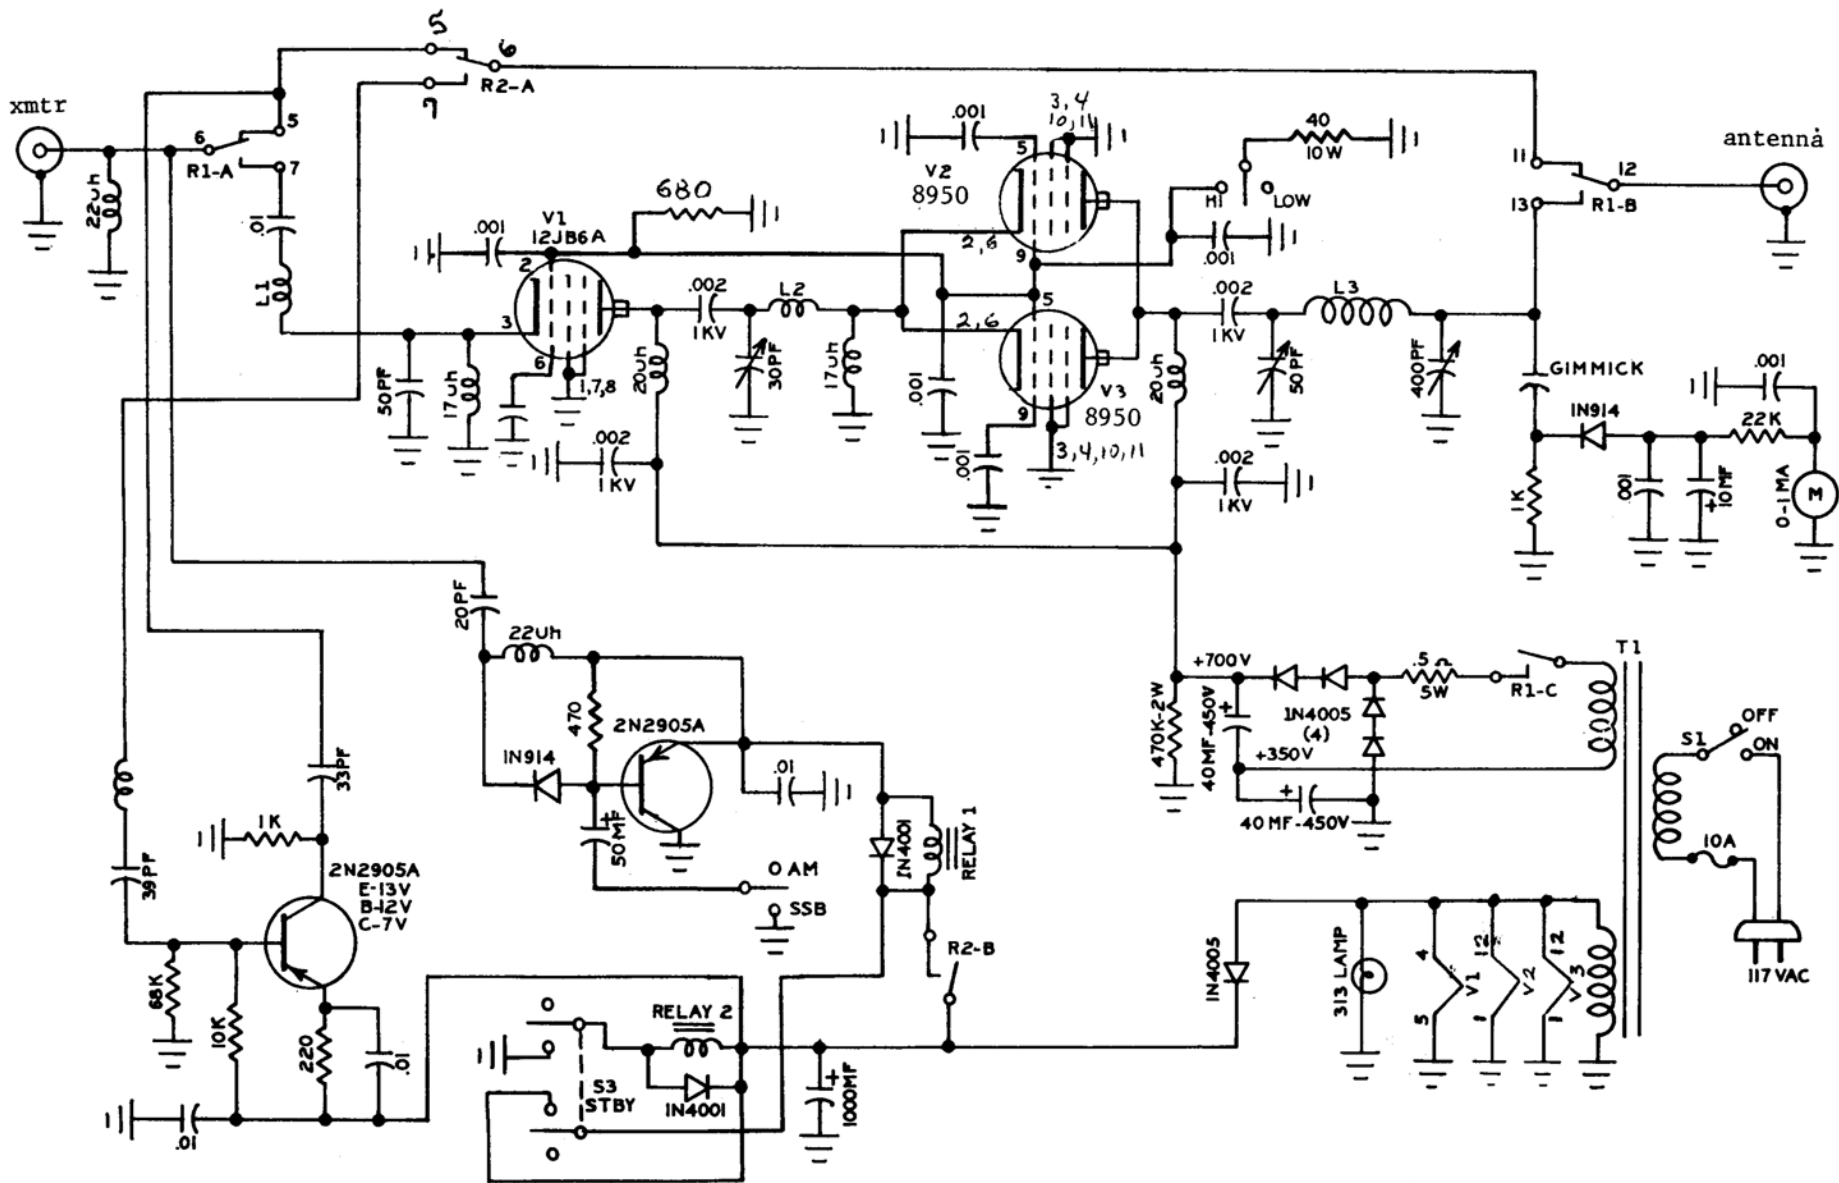 5
6
R2-A
7
xmtr
6
5
R1-A
7
22uh
.01
L1
50PF
17uh
.001
V1
12JB6A
2
3
6
1,7,8
680
20uh
.002
1KV
.002
1KV
30PF
L2
17uh
.001
5
3, 4
10, 11
V2
8950
2,6
9
2,6
5
V3
8950
9
3, 4, 10, 11
.001
.001
40
10W
HI
LOW
.001
.002
1KV
20uh
50PF
L3
400PF
.002
1KV
11
12
13
R1-B
antenna
GIMMICK
1N914
1K
.001
10MF
+
22K
.001
0-1MA
M
20PF
22Uh
470
2N2905A
1N914
+
50MF
.01
AM
SSB
1N4001
RELAY 1
R2-B
33PF
1K
39PF
2N2905A
E-13V
B-12V
C-7V
68K
10K
220
.01
.01
RELAY 2
1N4001
S3
STBY
+
1000MF
470K-2W
+700V
+
40MF-450V
+350V
+
40MF-450V
1N4005
(4)
.5Ω
5W
R1-C
T1
S1
OFF
ON
10A
117 VAC
1N4005
313 LAMP
4
V1
5
12
V2
1
12
V3
1